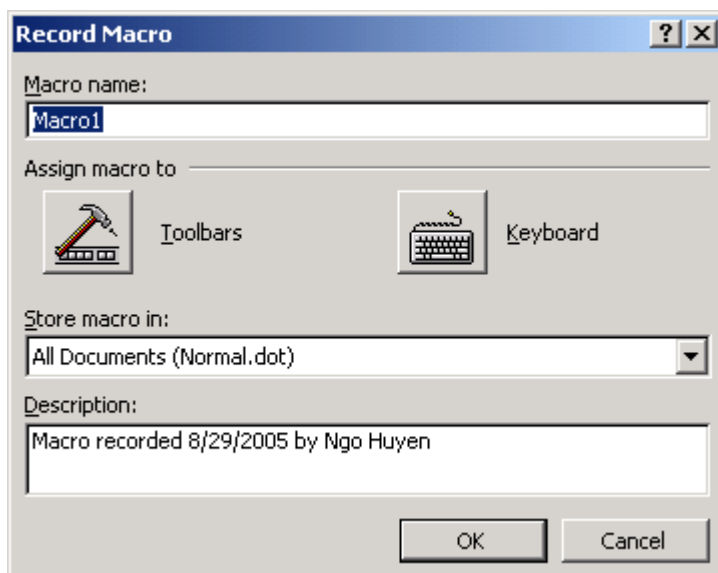 Record Macro
Macro name:
Macro1
Assign macro to
Toolbars Keyboard
Store macro in:
All Documents (Normal.dot)
Description:
Macro recorded 8/29/2005 by Ngo Huyen
OK Cancel